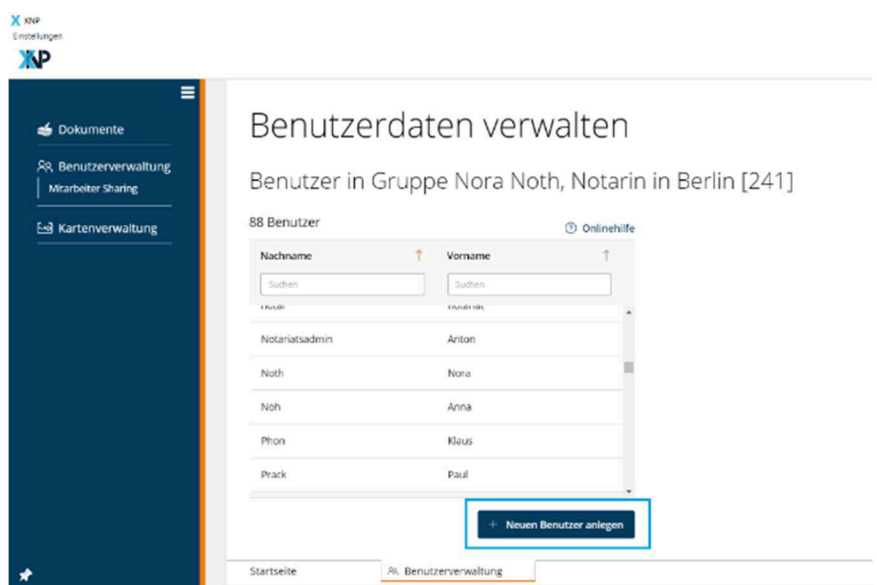 XNP
Einstellungen
XNP
Dokumente
Benutzerverwaltung
Mitarbeiter Sharing
Kartenverwaltung
Benutzerdaten verwalten
Benutzer in Gruppe Nora Noth, Notarin in Berlin [241]
88 Benutzer
Onlinehilfe
Nachname Vorname
Suchen Suchen
Notariatsadmin Anton
Noth Nora
Noh Anna
Phon Klaus
Prack Paul
+ Neuen Benutzer anlegen
Startseite Benutzerverwaltung